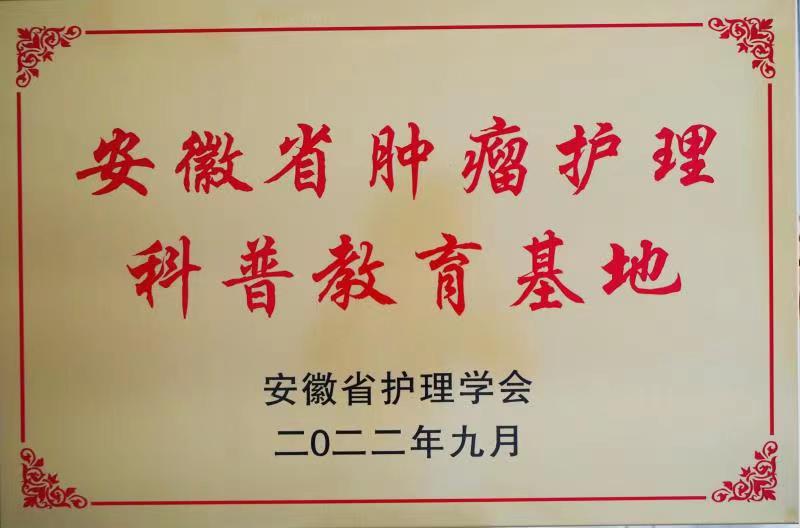 安徽省肿瘤护理
科普教育基地
安徽省护理学会
二0二二年九月